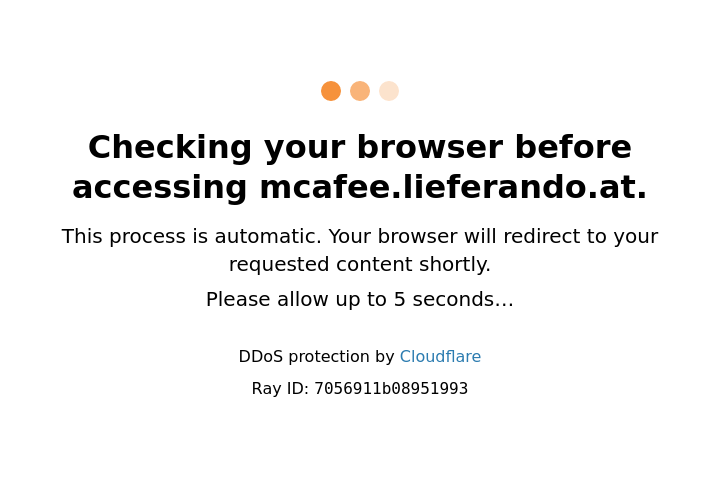 Checking your browser before
accessing mcafee.lieferando.at.
This process is automatic. Your browser will redirect to your
requested content shortly.
Please allow up to 5 seconds…
DDoS protection by Cloudflare
Ray ID: 7056911b08951993